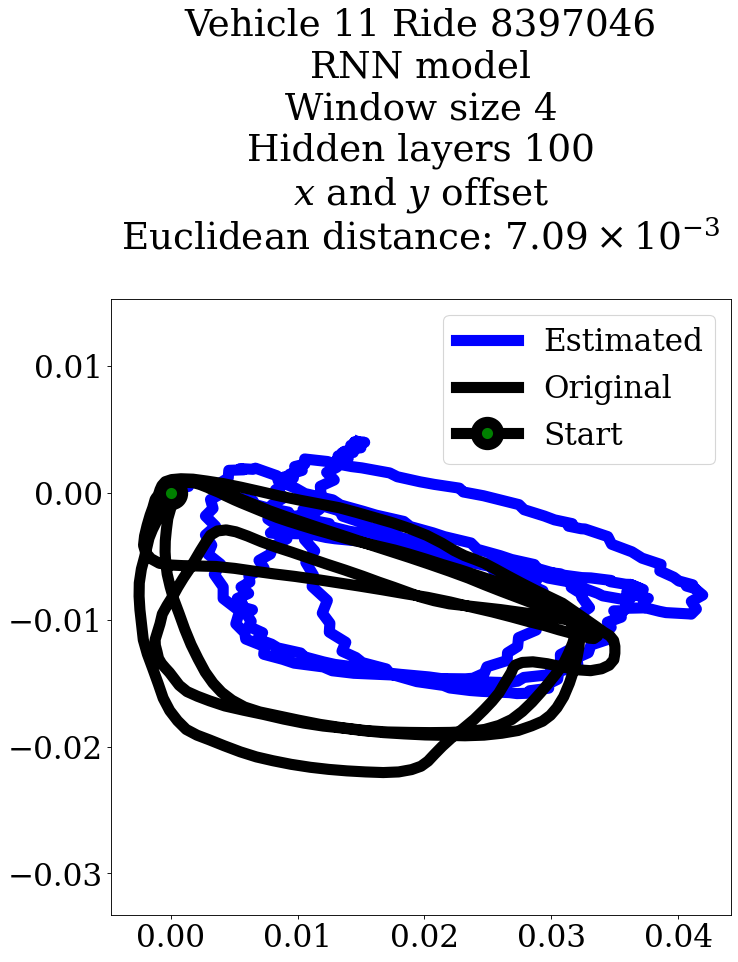 Vehicle 11 Ride 8397046
RNN model
Window size 4
Hidden layers 100
x and y offset
Euclidean distance: 7.09 × 10⁻³
Estimated
Original
Start
0.01
0.00
−0.01
−0.02
−0.03
0.00 0.01 0.02 0.03 0.04